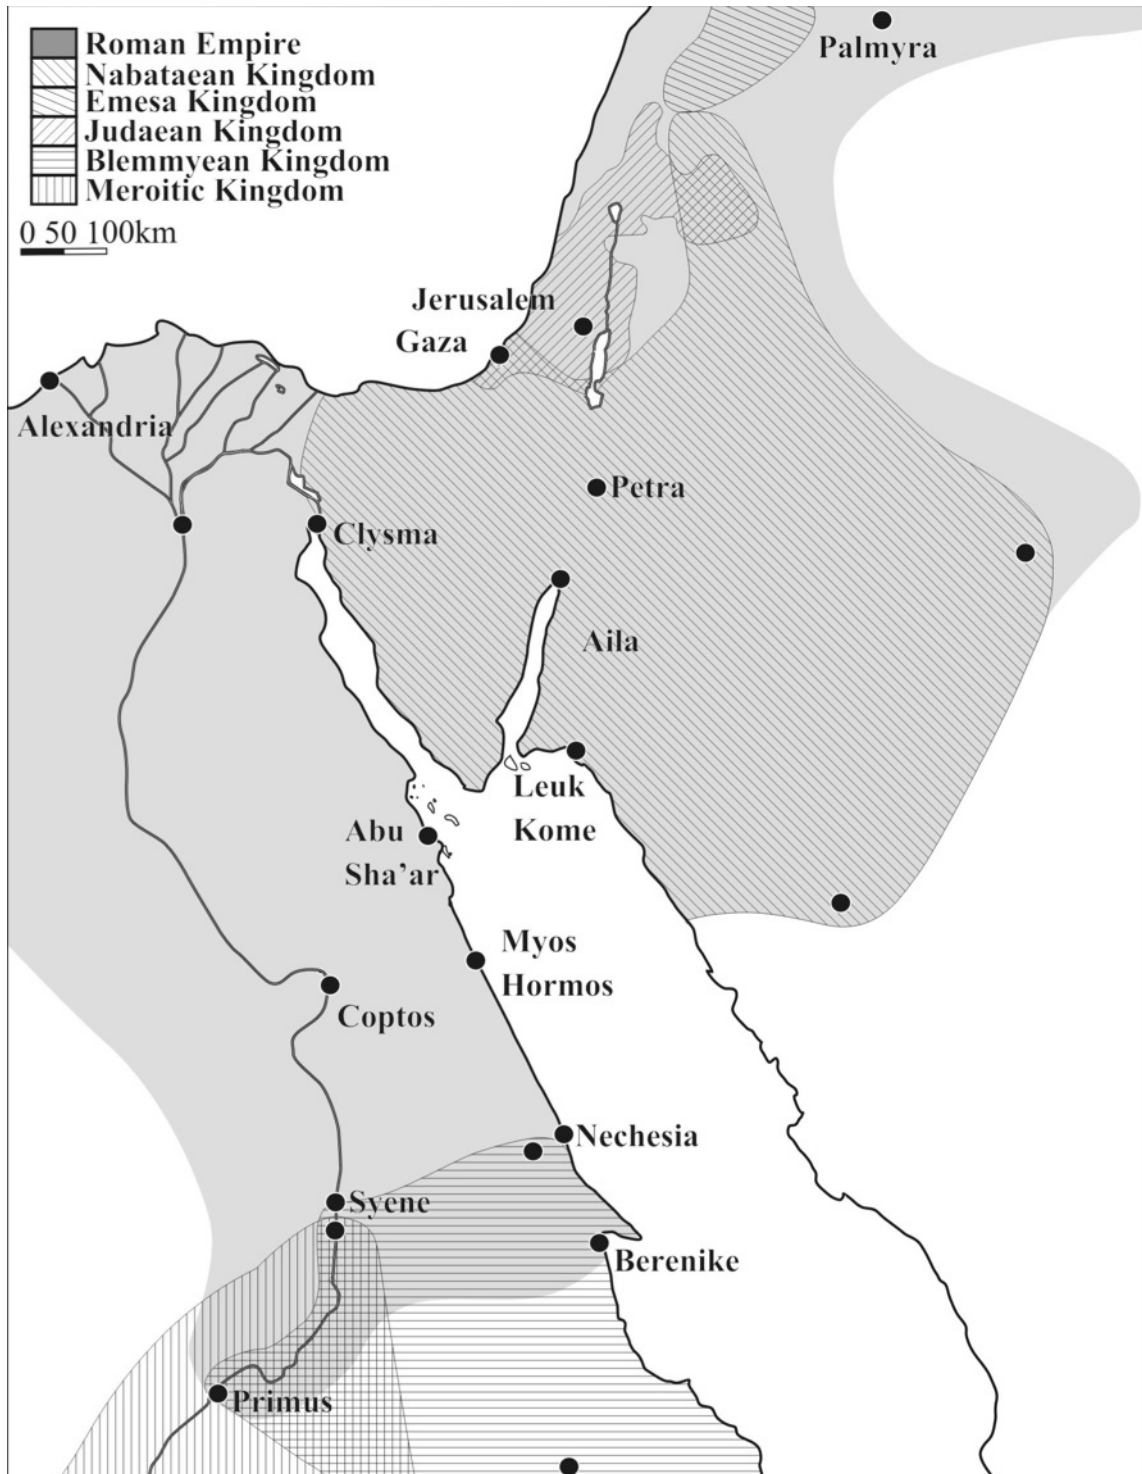 Roman Empire
Nabataean Kingdom
Emesa Kingdom
Judaean Kingdom
Blemmyean Kingdom
Meroitic Kingdom
0 50 100km
Palmyra
Jerusalem
Gaza
Alexandria
Petra
Clysma
Aila
Leuk
Kome
Abu
Sha'ar
Myos
Hormos
Coptos
Nechesia
Syene
Berenike
Primus